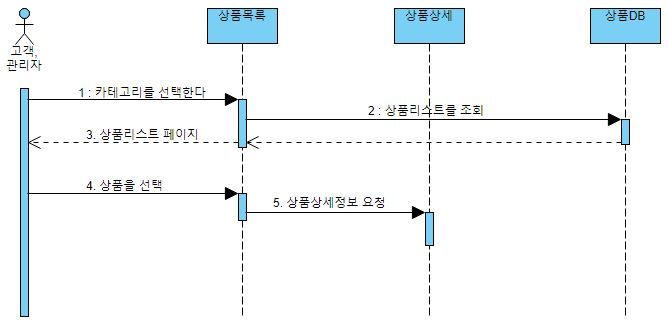 상품목록
상품상세
상품DB
고객,
관리자
1 : 카테고리를 선택한다
2 : 상품리스트를 조회
3. 상품리스트 페이지
4. 상품을 선택
5. 상품상세정보 요청